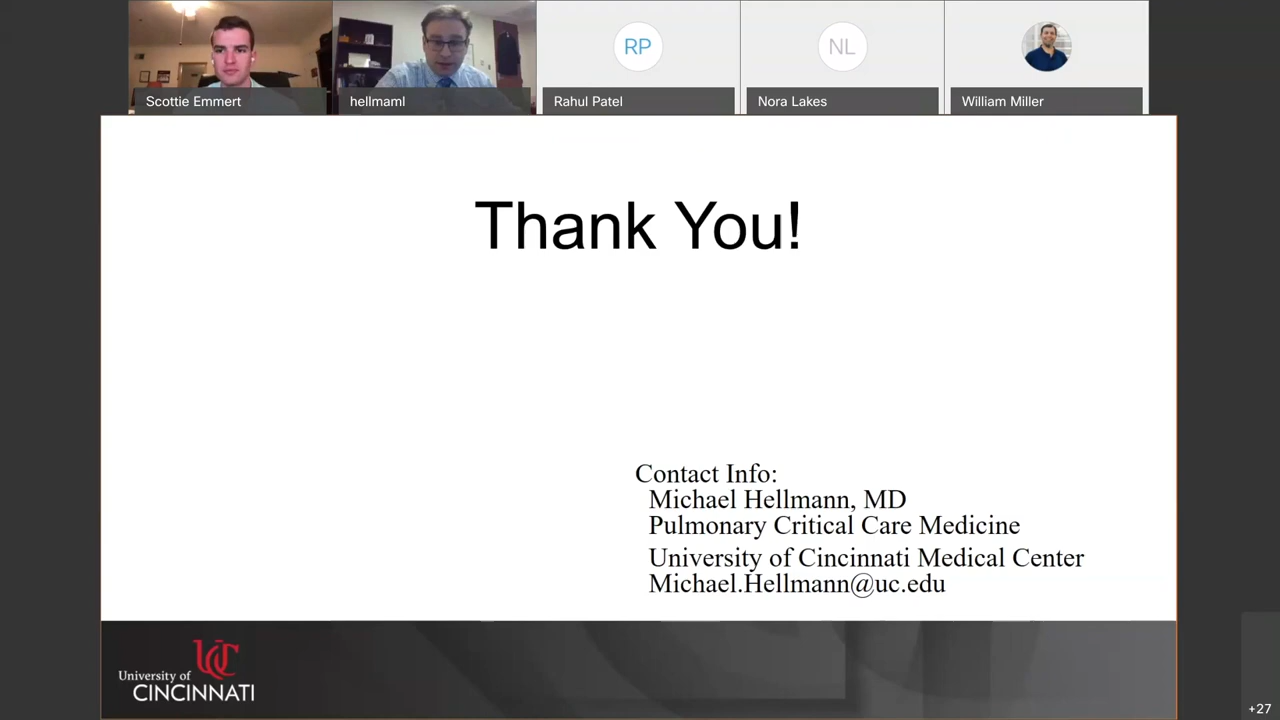 RP
NL
Scottie Emmert
hellmaml
Rahul Patel
Nora Lakes
William Miller
Thank You!
Contact Info:
Michael Hellmann, MD
Pulmonary Critical Care Medicine
University of Cincinnati Medical Center
Michael.Hellmann@uc.edu
UC
University of
CINCINNATI
+27